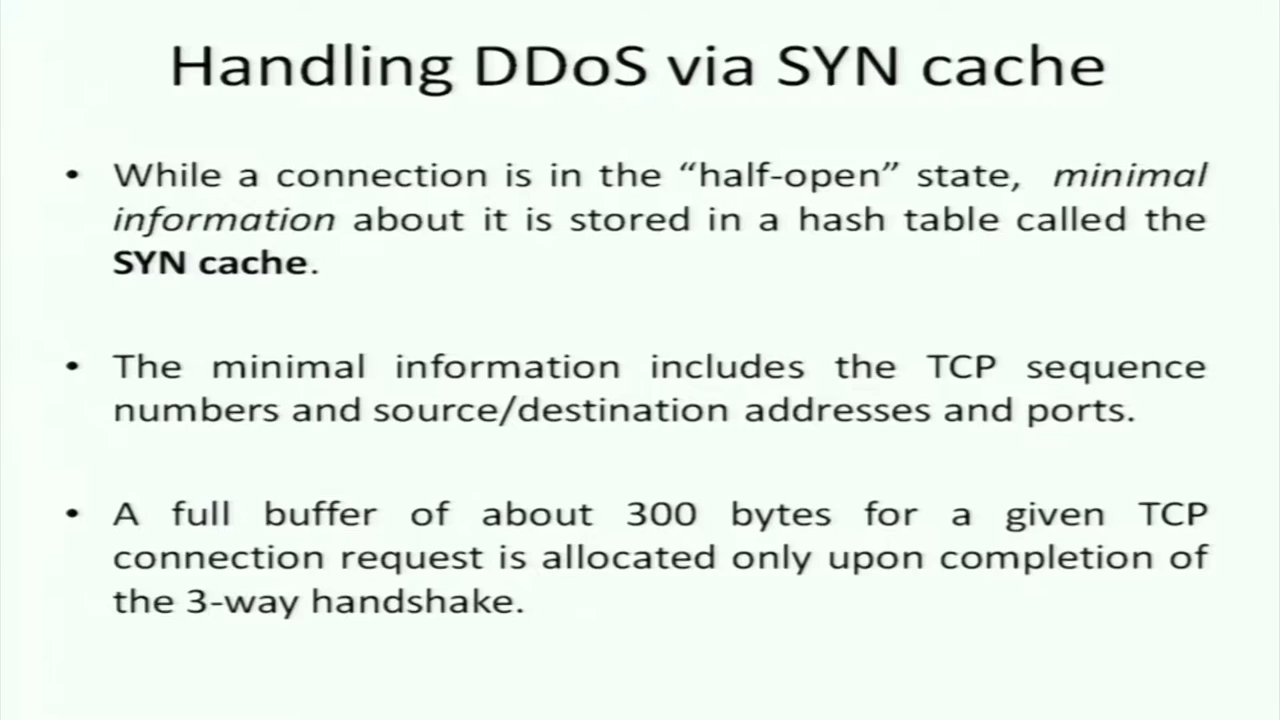 Handling DDoS via SYN cache
• While a connection is in the “half-open” state, minimal
information about it is stored in a hash table called the
SYN cache.
• The minimal information includes the TCP sequence
numbers and source/destination addresses and ports.
• A full buffer of about 300 bytes for a given TCP
connection request is allocated only upon completion of
the 3-way handshake.